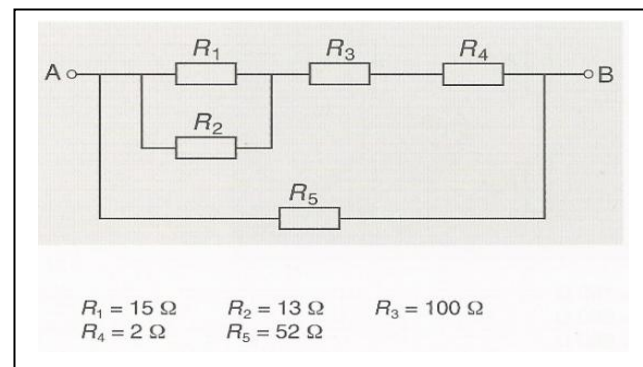 R₁ R₃ R₄
A B
R₂
R₅
R₁ = 15 Ω R₂ = 13 Ω R₃ = 100 Ω
R₄ = 2 Ω R₅ = 52 Ω